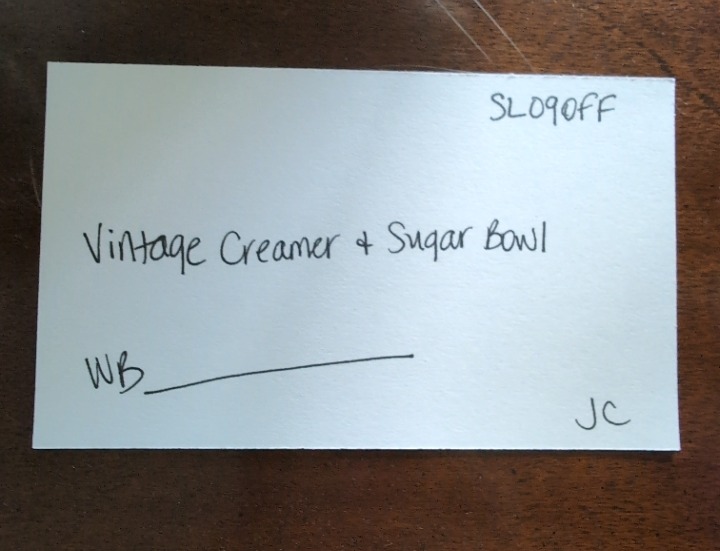 SL09OFF
Vintage Creamer & Sugar Bowl
WB
JC